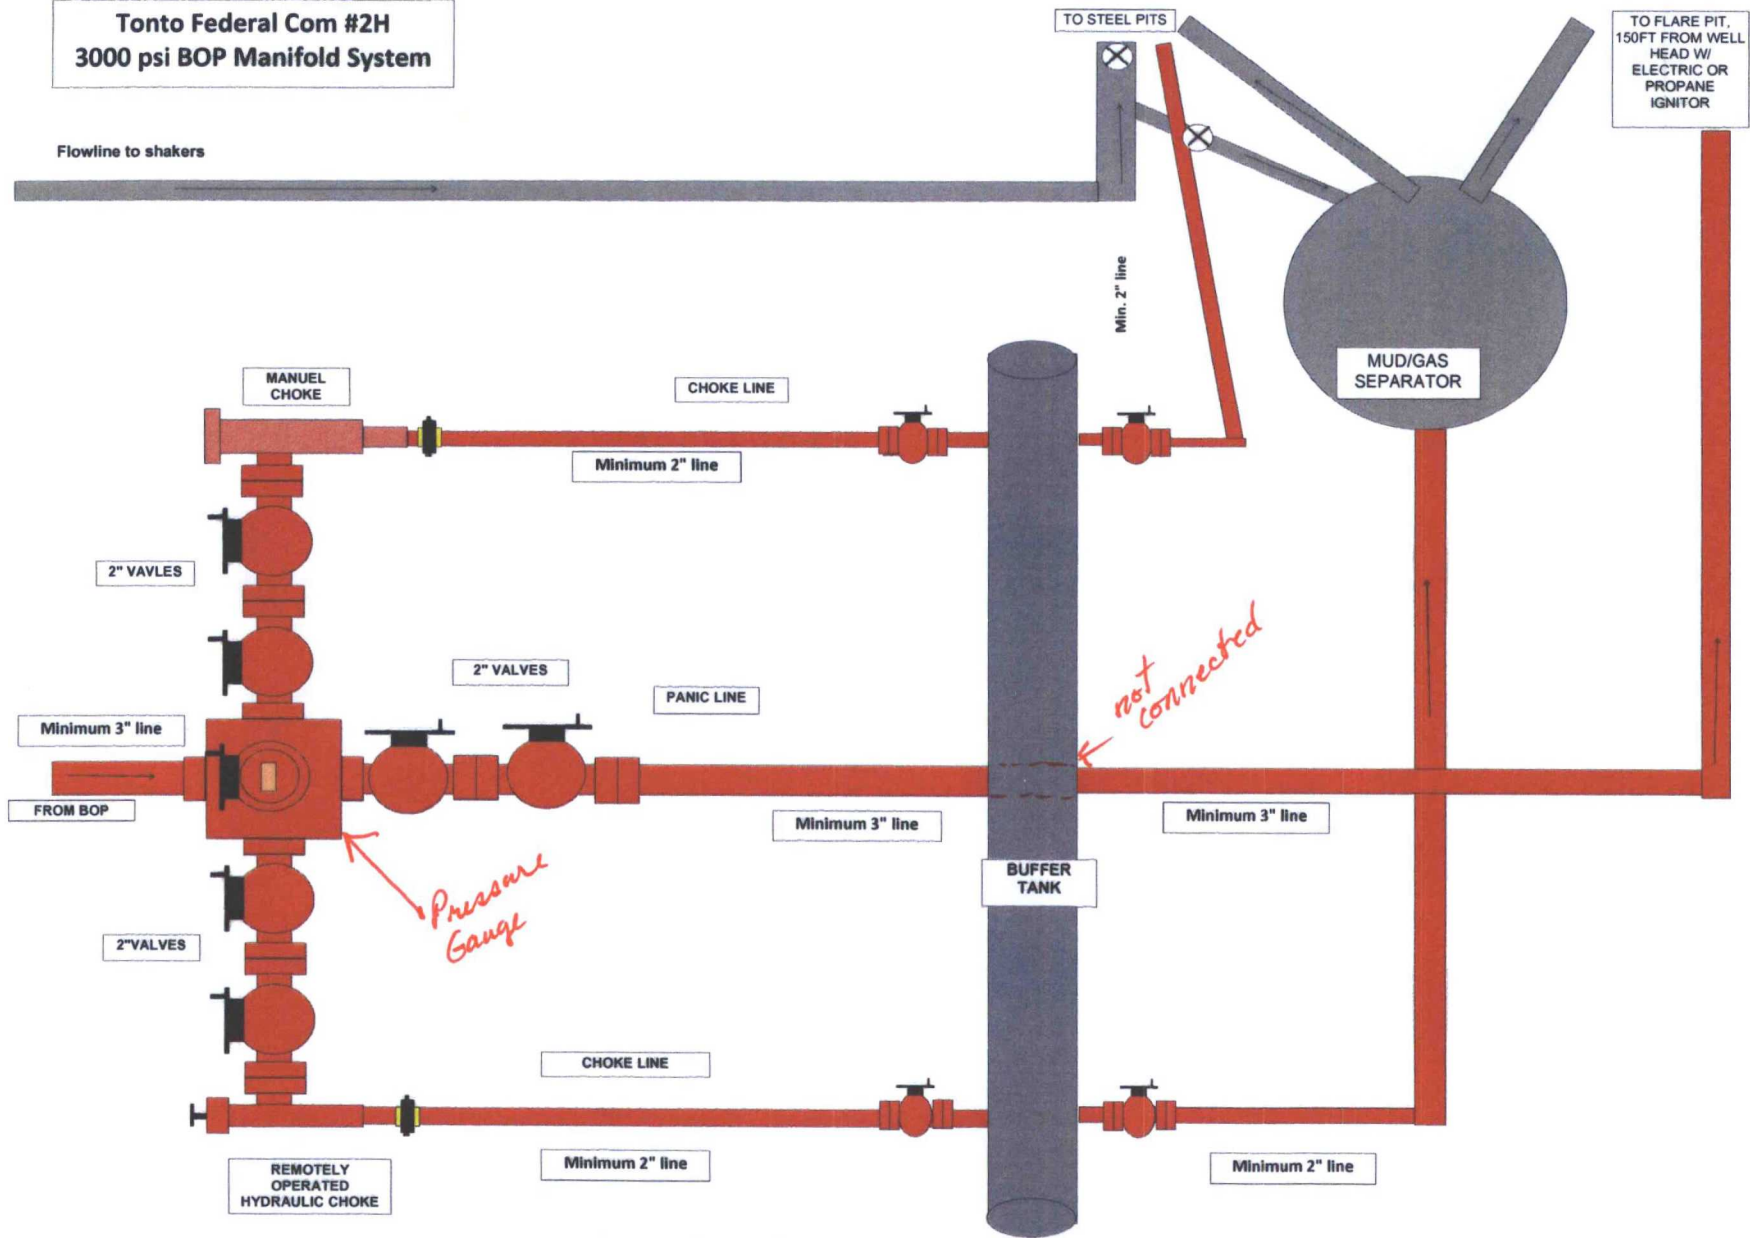 Tonto Federal Com #2H
3000 psi BOP Manifold System
TO STEEL PITS
TO FLARE PIT,
150FT FROM WELL
HEAD W/
ELECTRIC OR
PROPANE
IGNITOR
Flowline to shakers
Min. 2" line
MUD/GAS
SEPARATOR
MANUEL
CHOKE
CHOKE LINE
Minimum 2" line
2" VAVLES
2" VALVES
PANIC LINE
not
connected
Minimum 3" line
FROM BOP
Minimum 3" line
Minimum 3" line
BUFFER
TANK
Pressure
Gauge
2"VALVES
CHOKE LINE
Minimum 2" line
Minimum 2" line
REMOTELY
OPERATED
HYDRAULIC CHOKE